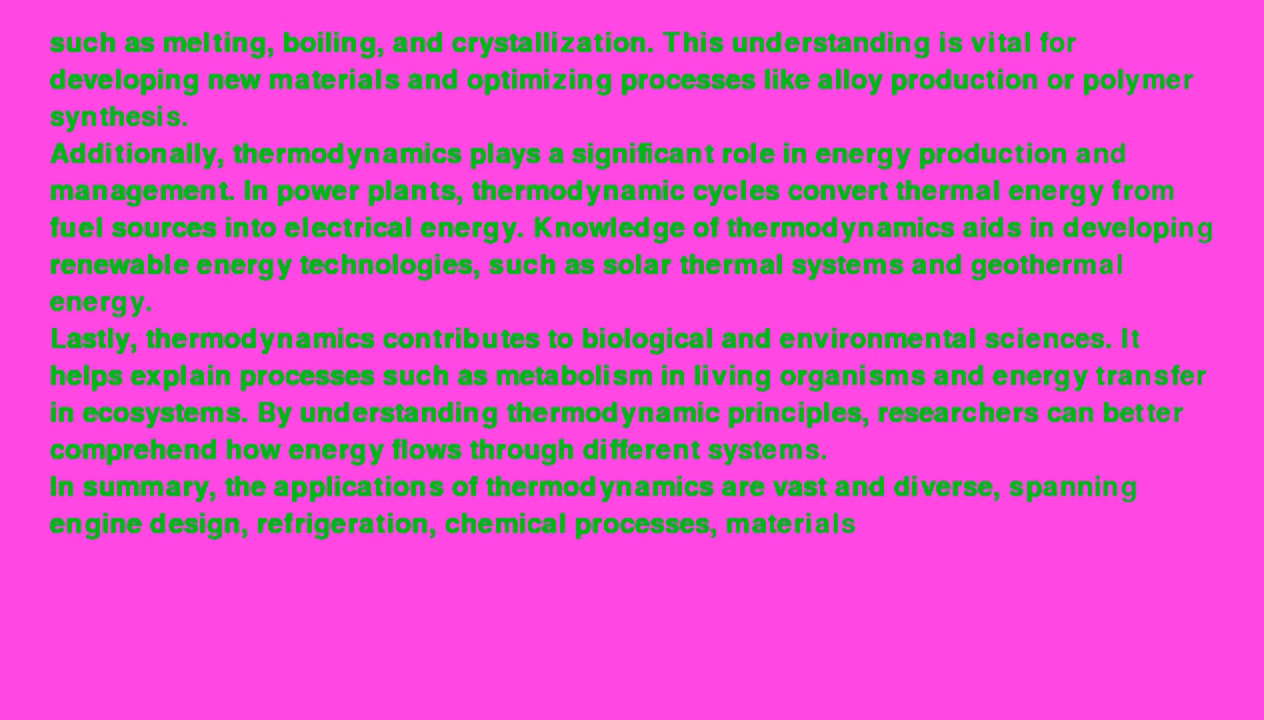 such as melting, boiling, and crystallization. This understanding is vital for
developing new materials and optimizing processes like alloy production or polymer
synthesis.
Additionally, thermodynamics plays a significant role in energy production and
management. In power plants, thermodynamic cycles convert thermal energy from
fuel sources into electrical energy. Knowledge of thermodynamics aids in developing
renewable energy technologies, such as solar thermal systems and geothermal
energy.
Lastly, thermodynamics contributes to biological and environmental sciences. It
helps explain processes such as metabolism in living organisms and energy transfer
in ecosystems. By understanding thermodynamic principles, researchers can better
comprehend how energy flows through different systems.
In summary, the applications of thermodynamics are vast and diverse, spanning
engine design, refrigeration, chemical processes, materials